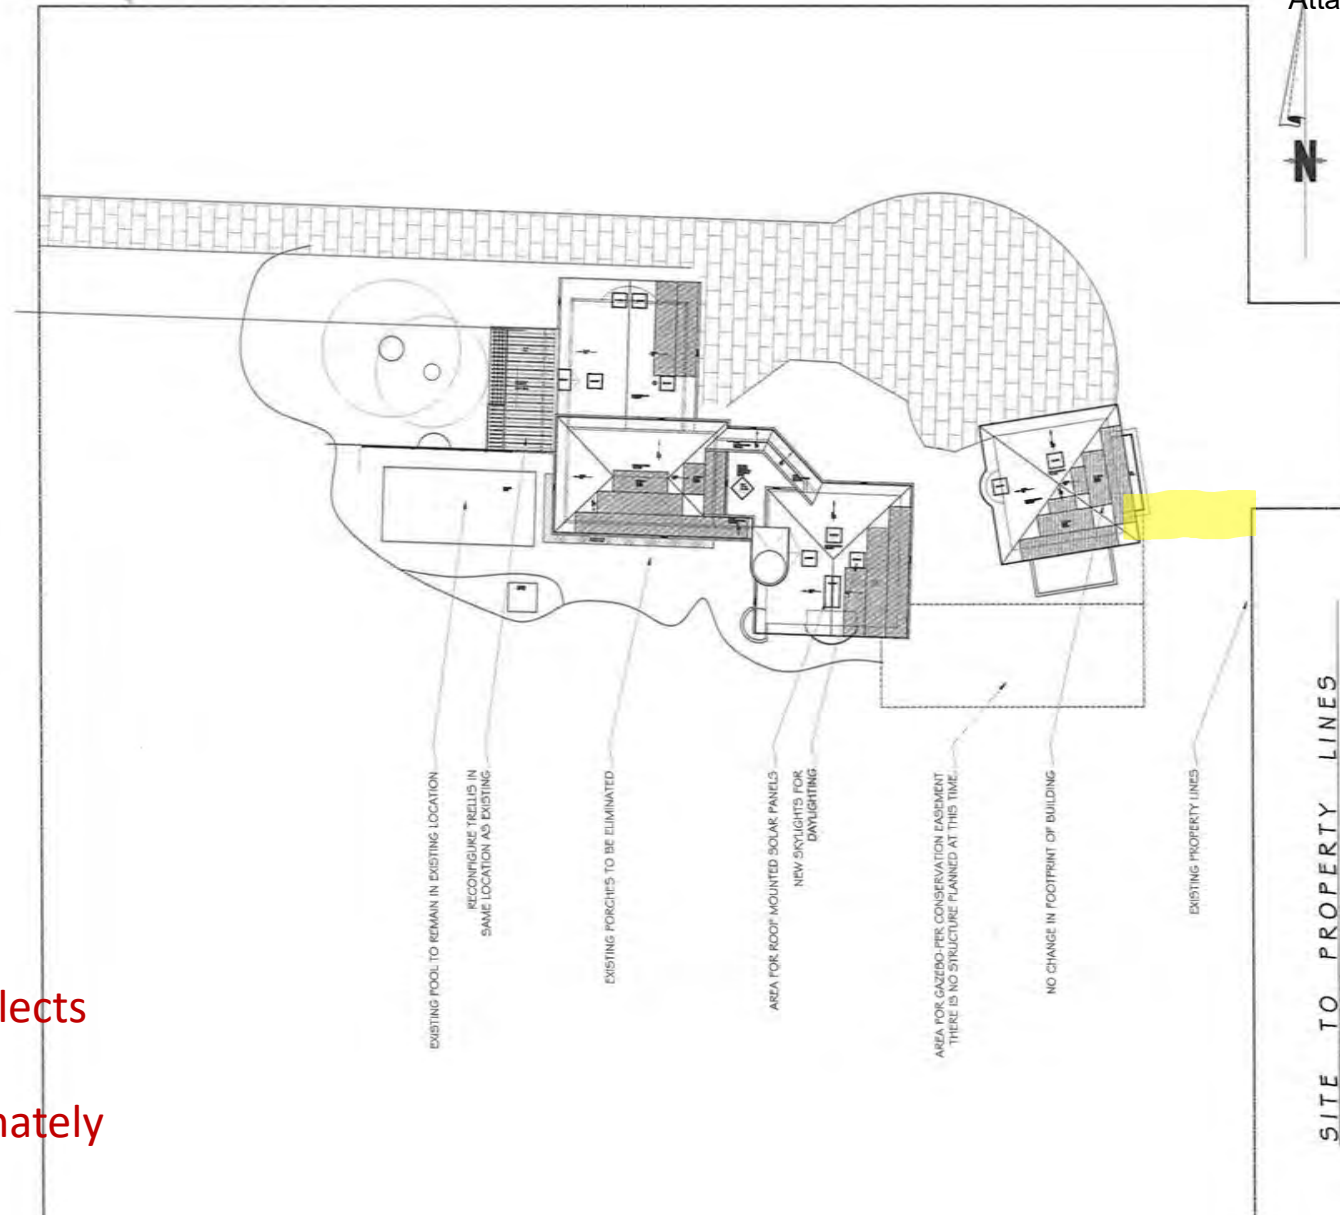 N
EXISTING POOL TO REMAIN IN EXISTING LOCATION
RECONFIGURE TRELLIS IN
SAME LOCATION AS EXISTING
EXISTING PORCHES TO BE ELIMINATED
AREA FOR ROOF MOUNTED SOLAR PANELS
NEW SKYLIGHTS FOR
DAYLIGHTING
AREA FOR GAZEBO-PER CONSERVATION EASEMENT
THERE IS NO STRUCTURE PLANNED AT THIS TIME.
NO CHANGE IN FOOTPRINT OF BUILDING
EXISTING PROPERTY LINES
SITE TO PROPERTY LINES
lects
nately